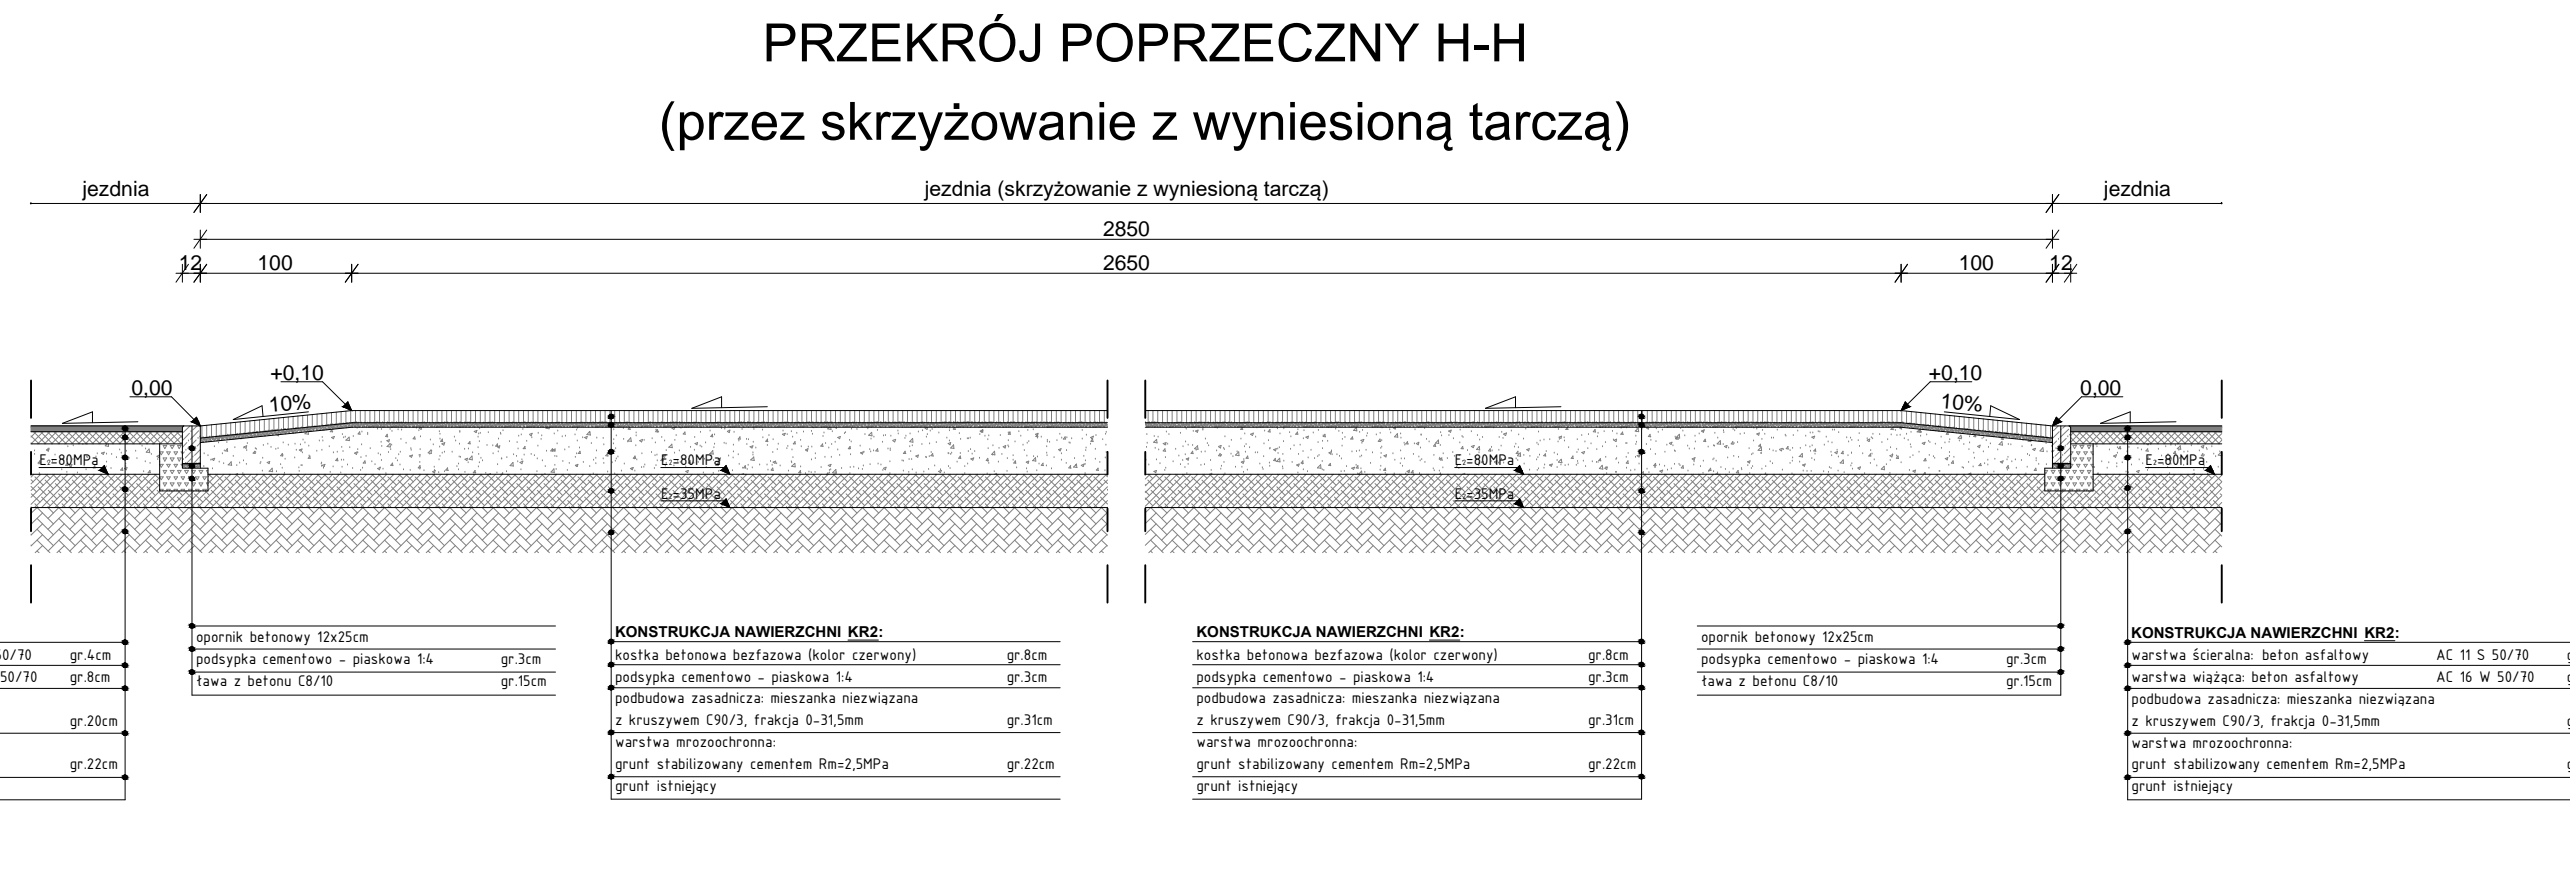 PRZEKRÓJ POPRZECZNY H-H
(przez skrzyżowanie z wyniesioną tarczą)
jezdnia
jezdnia (skrzyżowanie z wyniesioną tarczą)
jezdnia
2850
12
100
2650
100
12
0,00
+0,10
10%
+0,10
10%
0,00
E₂=80MPa
E₂=80MPa
E₂=80MPa
E₂=80MPa
E₂=35MPa
E₂=35MPa
50/70 gr.4cm
50/70 gr.8cm
gr.20cm
gr.22cm
opornik betonowy 12x25cm
podsypka cementowo - piaskowa 1:4 gr.3cm
ława z betonu C8/10 gr.15cm
KONSTRUKCJA NAWIERZCHNI KR2:
kostka betonowa bezfazowa (kolor czerwony) gr.8cm
podsypka cementowo - piaskowa 1:4 gr.3cm
podbudowa zasadnicza: mieszanka niezwiązana
z kruszywem C90/3, frakcja 0-31,5mm gr.31cm
warstwa mrozoochronna:
grunt stabilizowany cementem Rm=2,5MPa gr.22cm
grunt istniejący
KONSTRUKCJA NAWIERZCHNI KR2:
kostka betonowa bezfazowa (kolor czerwony) gr.8cm
podsypka cementowo - piaskowa 1:4 gr.3cm
podbudowa zasadnicza: mieszanka niezwiązana
z kruszywem C90/3, frakcja 0-31,5mm gr.31cm
warstwa mrozoochronna:
grunt stabilizowany cementem Rm=2,5MPa gr.22cm
grunt istniejący
opornik betonowy 12x25cm
podsypka cementowo - piaskowa 1:4 gr.3cm
ława z betonu C8/10 gr.15cm
KONSTRUKCJA NAWIERZCHNI KR2:
warstwa ścieralna: beton asfaltowy AC 11 S 50/70
warstwa wiążąca: beton asfaltowy AC 16 W 50/70
podbudowa zasadnicza: mieszanka niezwiązana
z kruszywem C90/3, frakcja 0-31,5mm
warstwa mrozoochronna:
grunt stabilizowany cementem Rm=2,5MPa
grunt istniejący